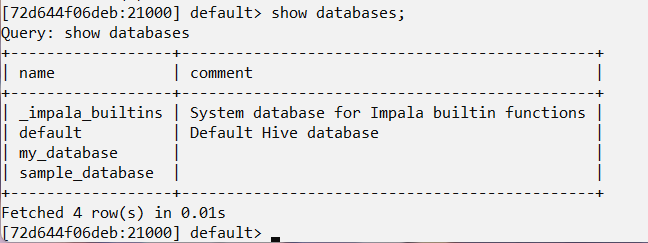 [72d644f06deb:21000] default> show databases;
Query: show databases
+------------------+----------------------------------------------+
| name             | comment                                      |
+------------------+----------------------------------------------+
| _impala_builtins | System database for Impala builtin functions |
| default          | Default Hive database                        |
| my_database      |                                              |
| sample_database  |                                              |
+------------------+----------------------------------------------+
Fetched 4 row(s) in 0.01s
[72d644f06deb:21000] default>